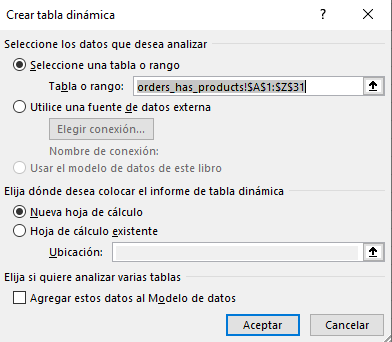 Crear tabla dinámica
Seleccione los datos que desea analizar
Seleccione una tabla o rango
Tabla o rango: orders_has_products!$A$1:$Z$31
Utilice una fuente de datos externa
Elegir conexión...
Nombre de conexión:
Usar el modelo de datos de este libro
Elija dónde desea colocar el informe de tabla dinámica
Nueva hoja de cálculo
Hoja de cálculo existente
Ubicación:
Elija si quiere analizar varias tablas
Agregar estos datos al Modelo de datos
Aceptar Cancelar